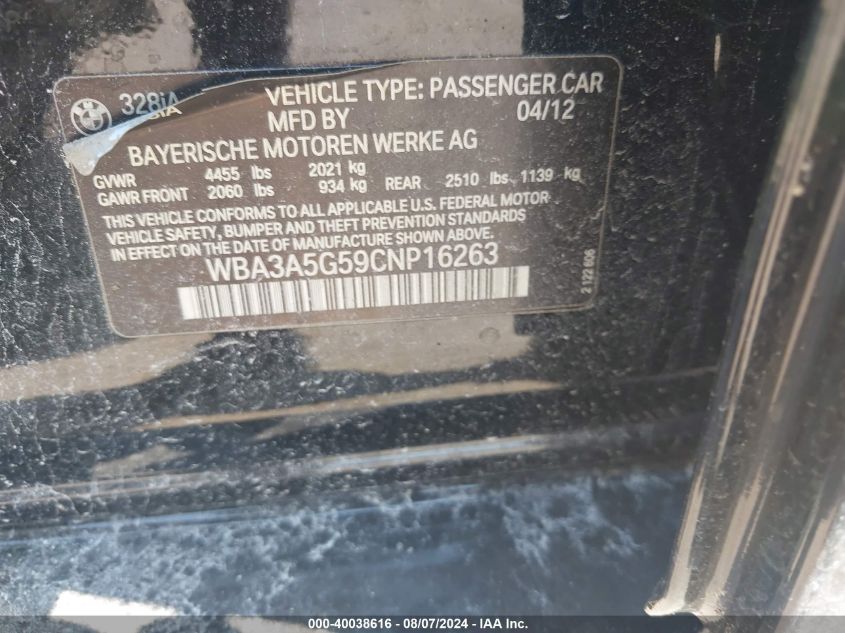 328iA VEHICLE TYPE: PASSENGER CAR
MFD BY 04/12
BAYERISCHE MOTOREN WERKE AG
GVWR 4455 lbs 2021 kg
GAWR FRONT 2060 lbs 934 kg REAR 2510 lbs 1139 kg
THIS VEHICLE CONFORMS TO ALL APPLICABLE U.S. FEDERAL MOTOR
VEHICLE SAFETY, BUMPER AND THEFT PREVENTION STANDARDS
IN EFFECT ON THE DATE OF MANUFACTURE SHOWN ABOVE.
WBA3A5G59CNP16263
000-40038616 - 08/07/2024 - IAA Inc.